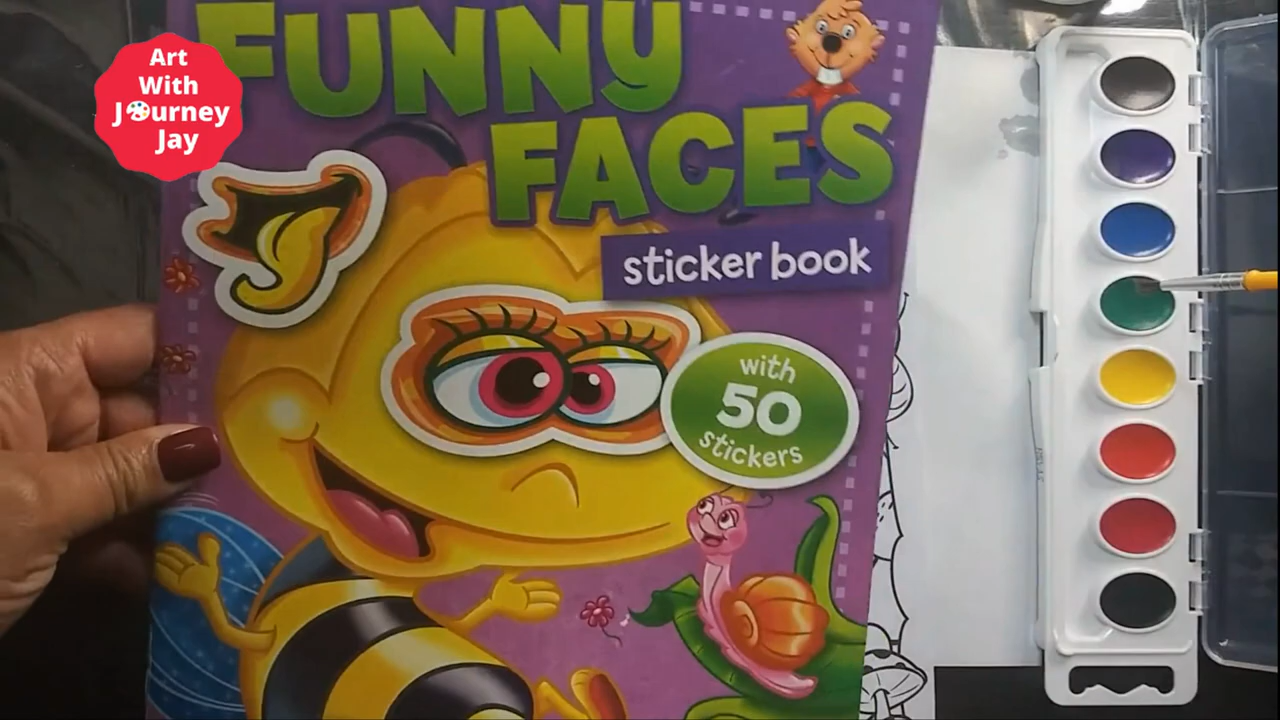 Art
With
Journey
Jay
FUNNY
FACES
sticker book
with
50
stickers